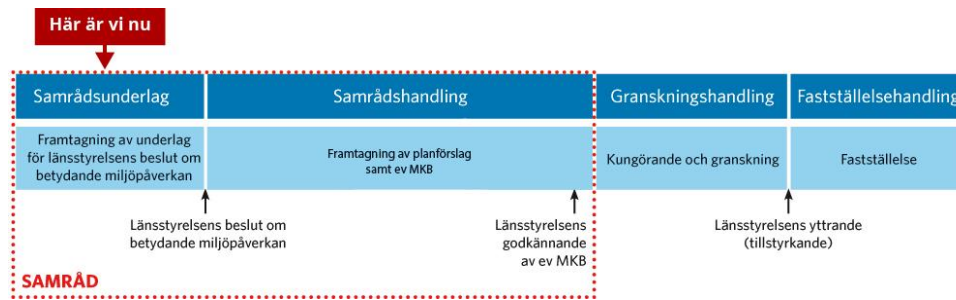 Här är vi nu
Samrådsunderlag
Samrådshandling
Granskningshandling
Fastställelsehandling
Framtagning av underlag
för länsstyrelsens beslut om
betydande miljöpåverkan
Framtagning av planförslag
samt ev MKB
Kungörande och granskning
Fastställelse
Länsstyrelsens beslut om
betydande miljöpåverkan
Länsstyrelsens
godkännande
av ev MKB
Länsstyrelsens yttrande
(tillstyrkande)
SAMRÅD